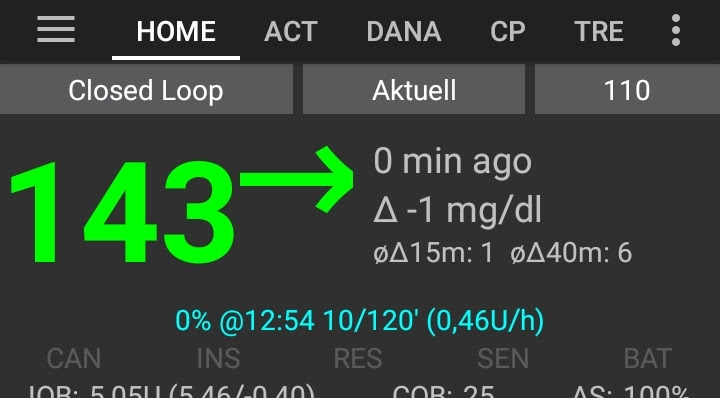 HOME ACT DANA CP TRE
Closed Loop Aktuell 110
143→ 0 min ago
Δ -1 mg/dl
øΔ15m: 1 øΔ40m: 6
0% @12:54 10/120' (0,46U/h)
CAN INS RES SEN BAT
IOB: 5,05U (5,46/-0,40) COB: 25 AS: 100%